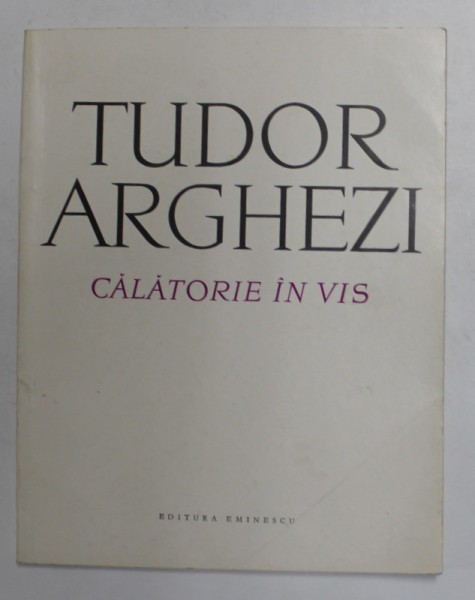 TUDOR
ARGHEZI
CĂLĂTORIE ÎN VIS
EDITURA EMINESCU